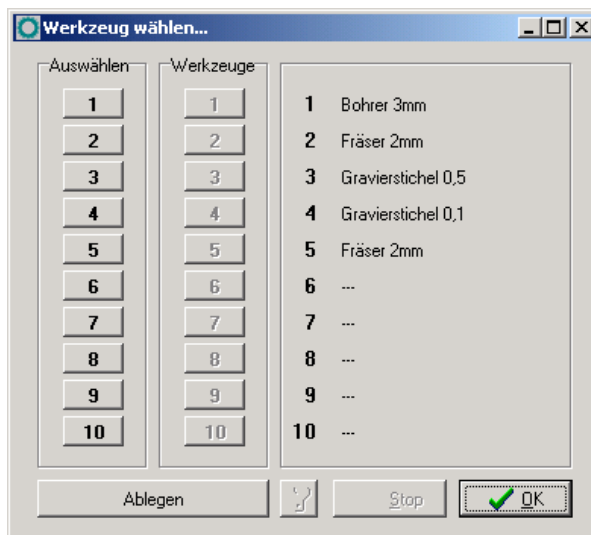 Werkzeug wählen...
Auswählen Werkzeuge
1 1 1 Bohrer 3mm
2 2 2 Fräser 2mm
3 3 3 Gravierstichel 0,5
4 4 4 Gravierstichel 0,1
5 5 5 Fräser 2mm
6 6 6 ---
7 7 7 ---
8 8 8 ---
9 9 9 ---
10 10 10 ---
Ablegen Stop OK